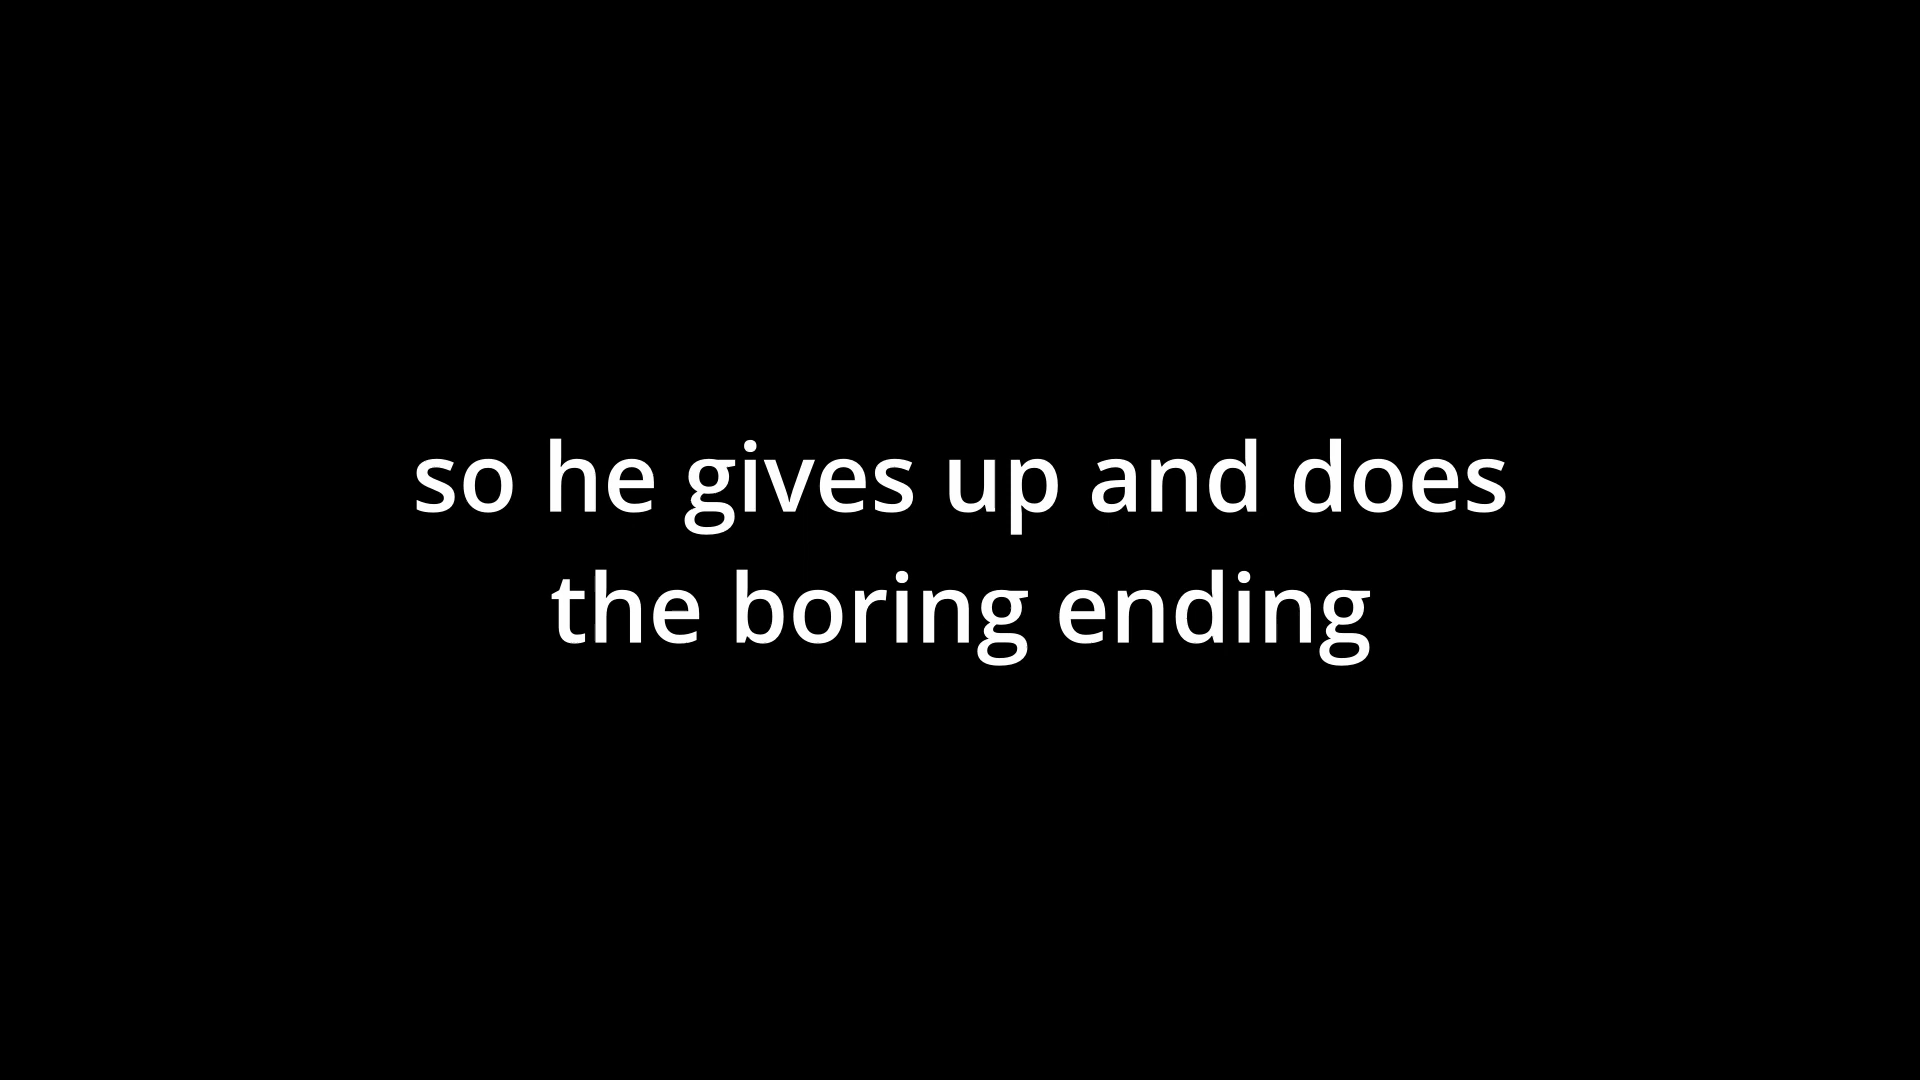 so he gives up and does
the boring ending